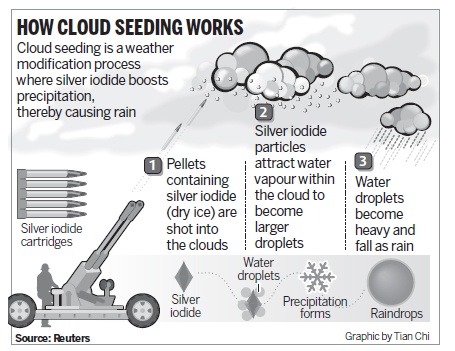 HOW CLOUD SEEDING WORKS
Cloud seeding is a weather
modification process
where silver iodide boosts
precipitation,
thereby causing rain
1 Pellets
containing
silver iodide
(dry ice) are
shot into
the clouds
2
Silver iodide
particles
attract water
vapour within
the cloud to
become
larger
droplets
3
Water
droplets
become
heavy and
fall as rain
Silver iodide
cartridges
Silver
iodide
Water
droplets
Precipitation
forms
Raindrops
Source: Reuters
Graphic by Tian Chi